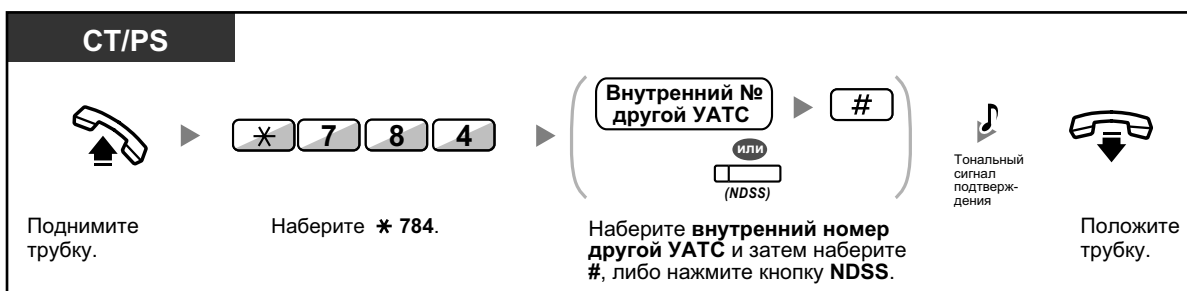 CT/PS
* 7 8 4
Внутренний №
другой УАТС
#
или
(NDSS)
Тональный
сигнал
подтверж-
дения
Поднимите
трубку.
Наберите * 784.
Наберите внутренний номер
другой УАТС и затем наберите
#, либо нажмите кнопку NDSS.
Положите
трубку.